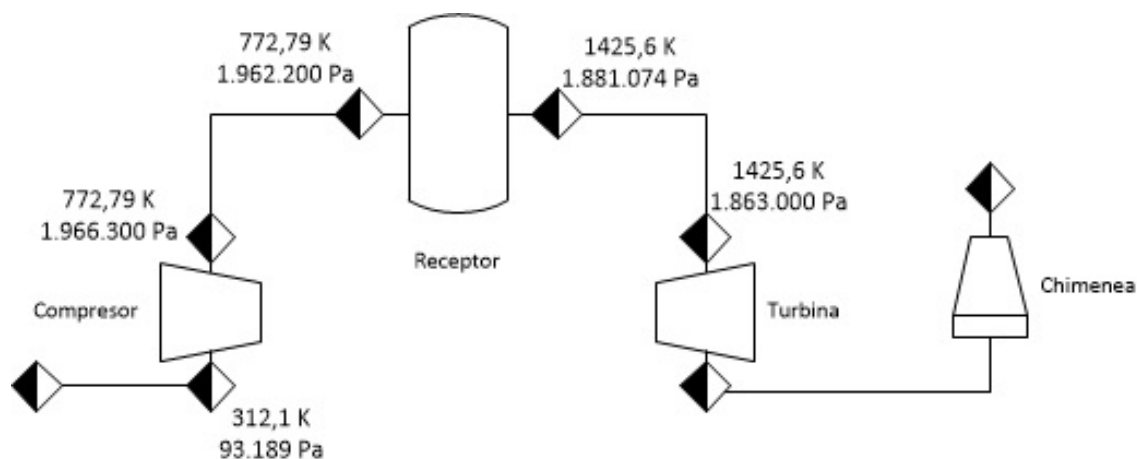 772,79 K
1.962.200 Pa
1425,6 K
1.881.074 Pa
772,79 K
1.966.300 Pa
1425,6 K
1.863.000 Pa
Receptor
Compresor
Turbina
Chimenea
312,1 K
93.189 Pa